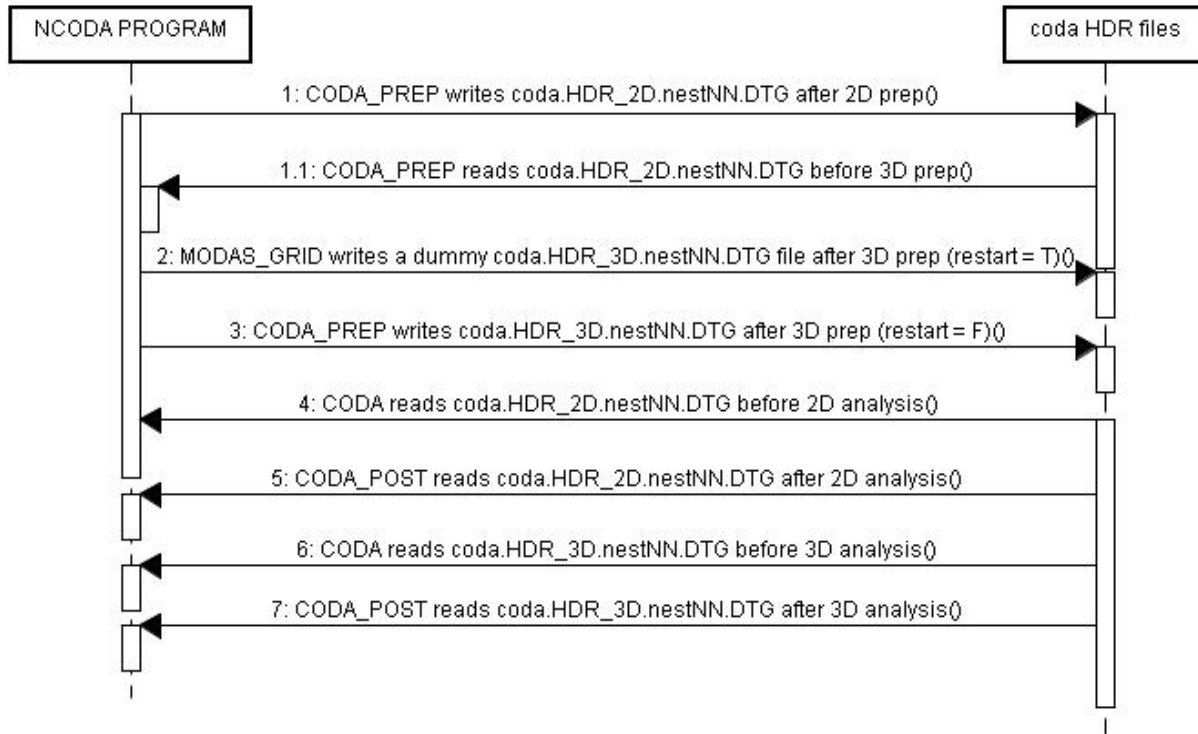 NCODA PROGRAM
coda HDR files
1: CODA_PREP writes coda.HDR_2D.nestNN.DTG after 2D prep()
1.1: CODA_PREP reads coda.HDR_2D.nestNN.DTG before 3D prep()
2: MODAS_GRID writes a dummy coda.HDR_3D.nestNN.DTG file after 3D prep (restart = T)()
3: CODA_PREP writes coda.HDR_3D.nestNN.DTG after 3D prep (restart = F)()
4: CODA reads coda.HDR_2D.nestNN.DTG before 2D analysis()
5: CODA_POST reads coda.HDR_2D.nestNN.DTG after 2D analysis()
6: CODA reads coda.HDR_3D.nestNN.DTG before 3D analysis()
7: CODA_POST reads coda.HDR_3D.nestNN.DTG after 3D analysis()